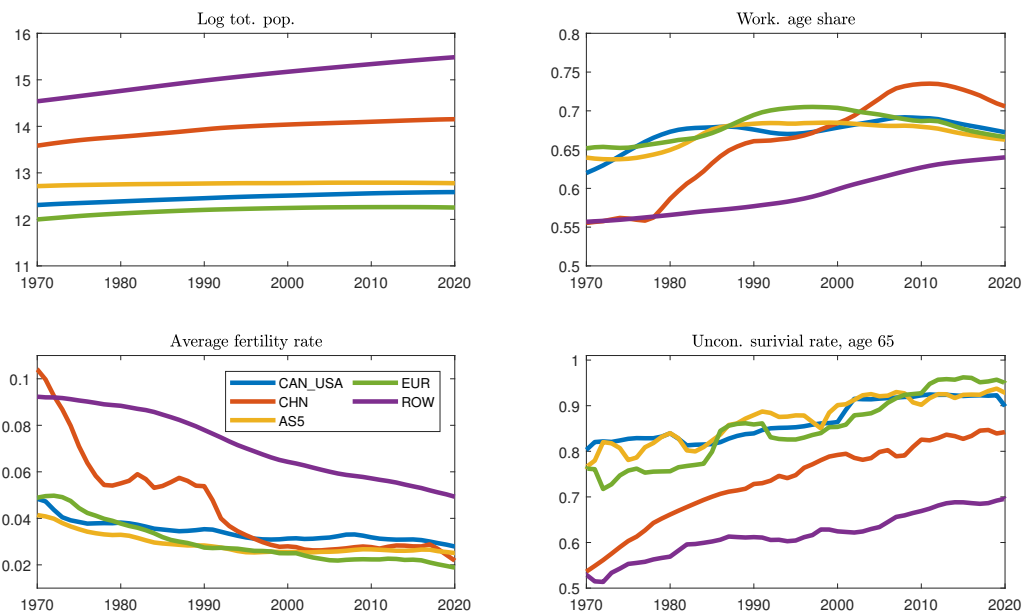 Log tot. pop.
16
15
14
13
12
11
1970 1980 1990 2000 2010 2020
Work. age share
0.8
0.75
0.7
0.65
0.6
0.55
0.5
1970 1980 1990 2000 2010 2020
Average fertility rate
0.1
0.08
0.06
0.04
0.02
1970 1980 1990 2000 2010 2020
CAN_USA EUR
CHN ROW
AS5
Uncon. surivial rate, age 65
1
0.9
0.8
0.7
0.6
0.5
1970 1980 1990 2000 2010 2020